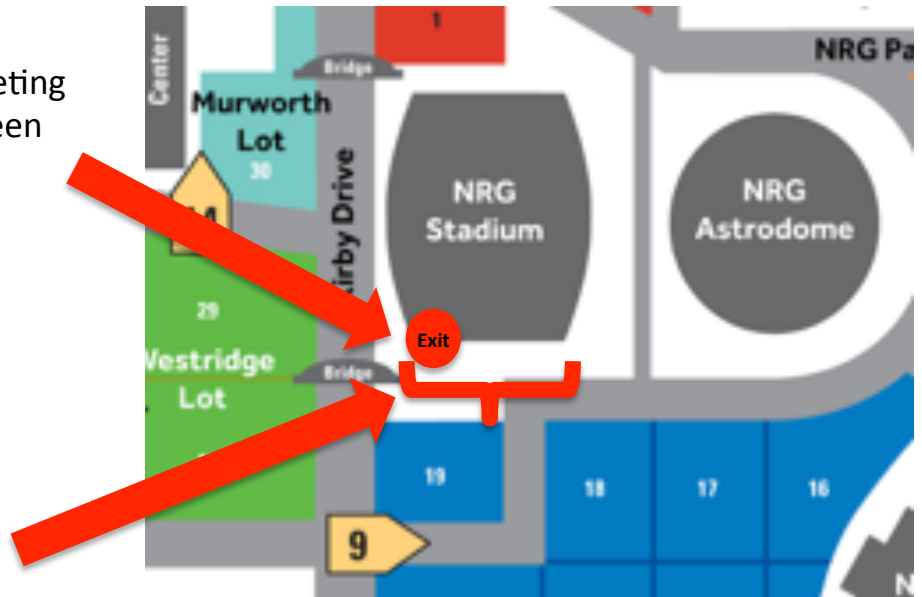 eting
een
Center
1
Bridge
NRG Pa
Murworth
Lot
30
Kirby Drive
NRG
Stadium
NRG
Astrodome
29
Westridge
Lot
Exit
Bridge
19
18
17
16
9
N